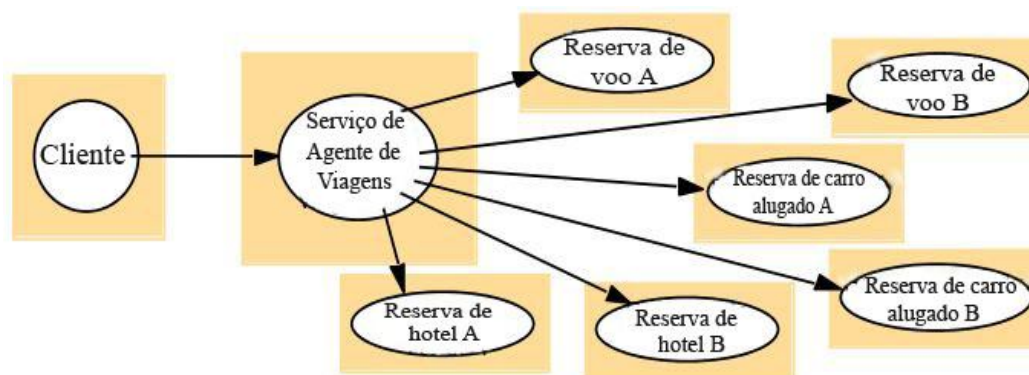 Reserva de
voo A
Reserva de
voo B
Cliente
Serviço de
Agente de
Viagens
Reserva de carro
alugado A
Reserva de carro
alugado B
Reserva de
hotel A
Reserva de
hotel B